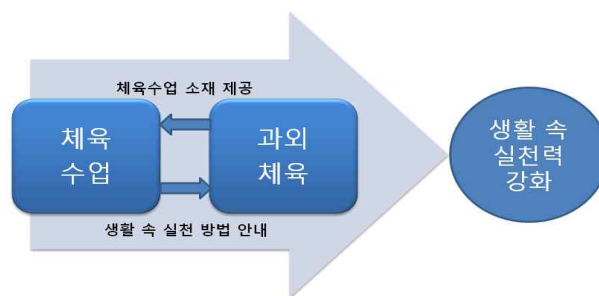 체육수업 소재 제공
체육
수업
과외
체육
생활 속 실천 방법 안내
생활 속
실천력
강화